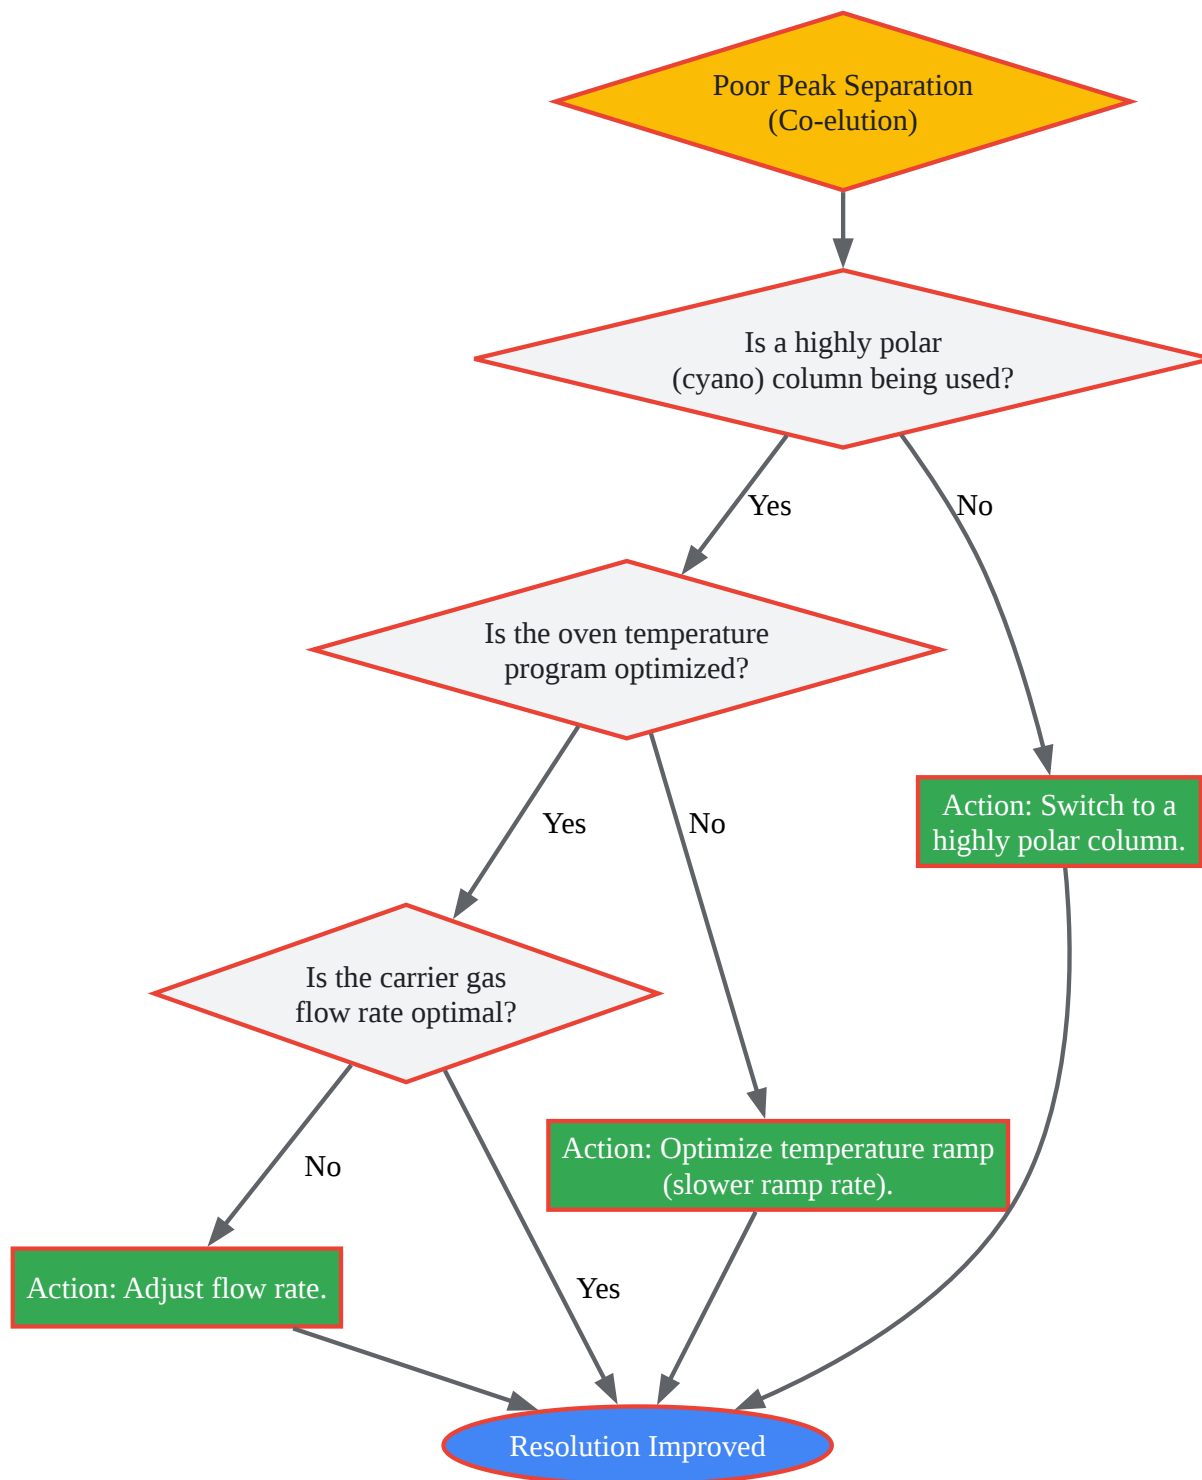 Poor Peak Separation
(Co-elution)
Is a highly polar
(cyano) column being used?
Yes
No
Is the oven temperature
program optimized?
Yes
No
Action: Switch to a
highly polar column.
Is the carrier gas
flow rate optimal?
No
Yes
Action: Optimize temperature ramp
(slower ramp rate).
Action: Adjust flow rate.
Resolution Improved